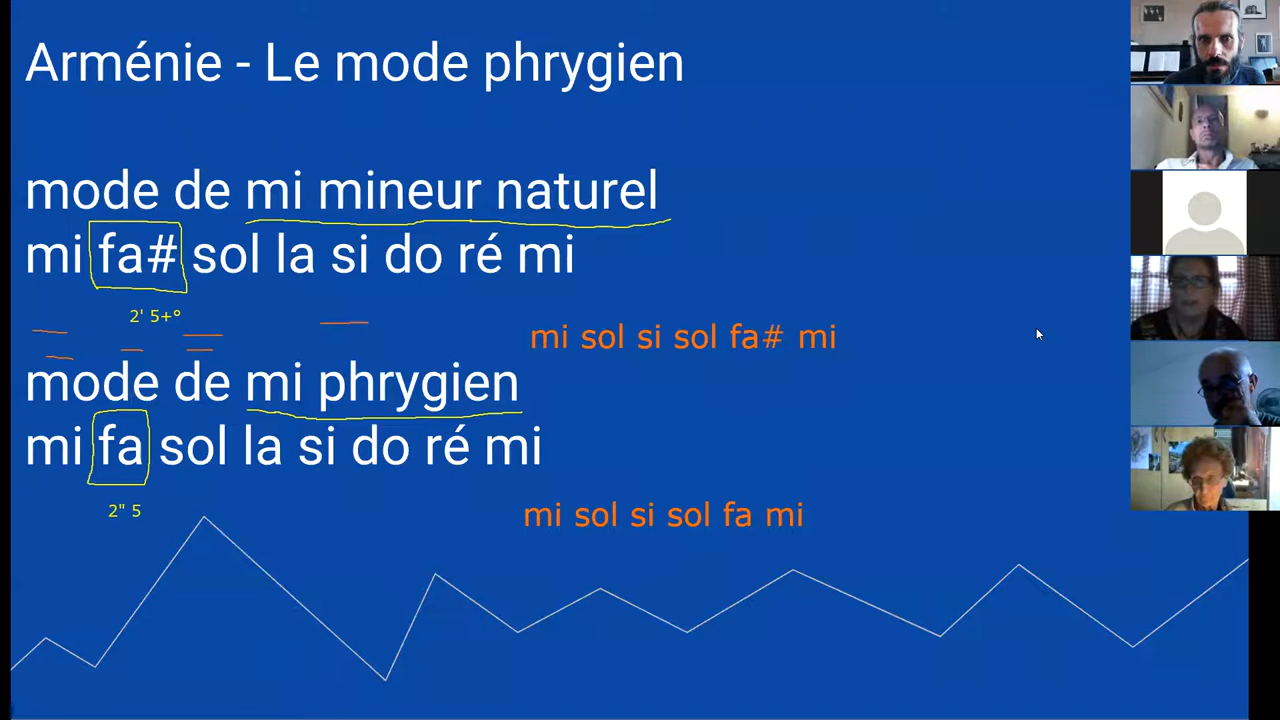 Arménie - Le mode phrygien
mode de mi mineur naturel
mi fa# sol la si do ré mi
2' 5+°
mi sol si sol fa# mi
mode de mi phrygien
mi fa sol la si do ré mi
2" 5
mi sol si sol fa mi